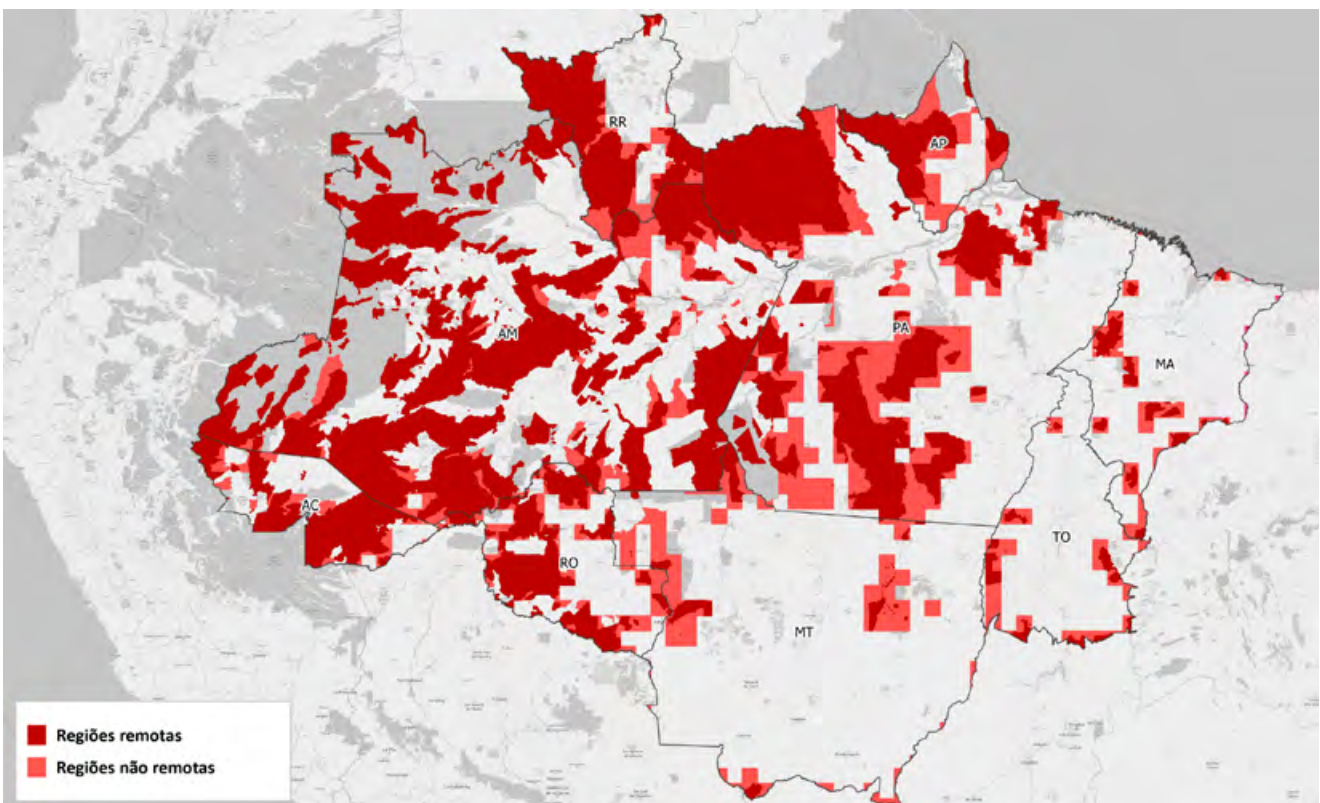 RR
AP
AM
PA
MA
AC
TO
RO
MT
Regiões remotas
Regiões não remotas